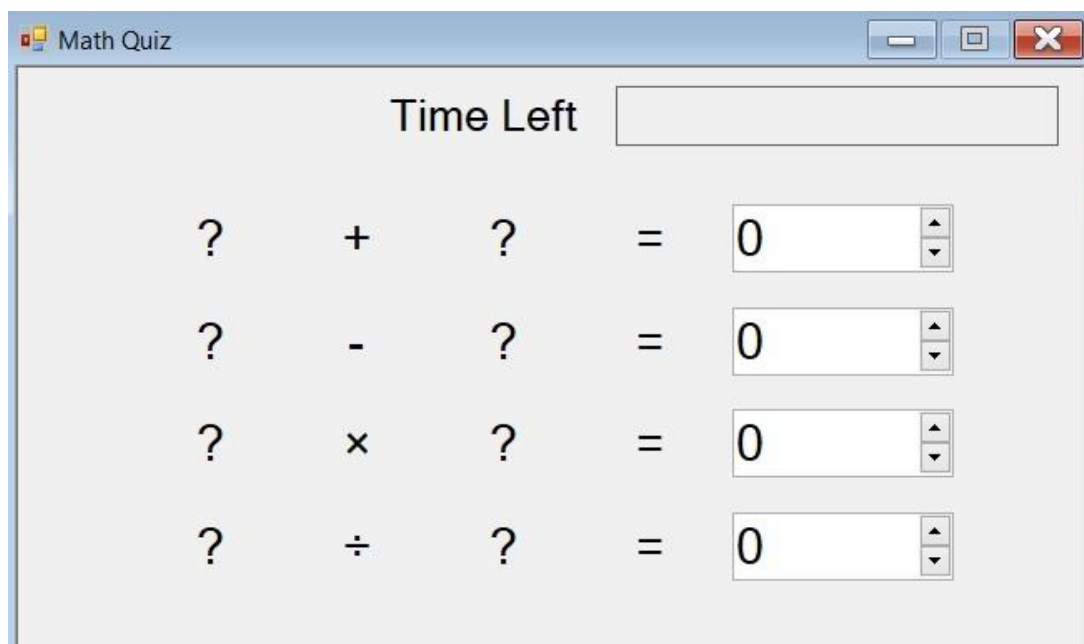 Math Quiz
Time Left
? + ? = 0
? - ? = 0
? × ? = 0
? ÷ ? = 0